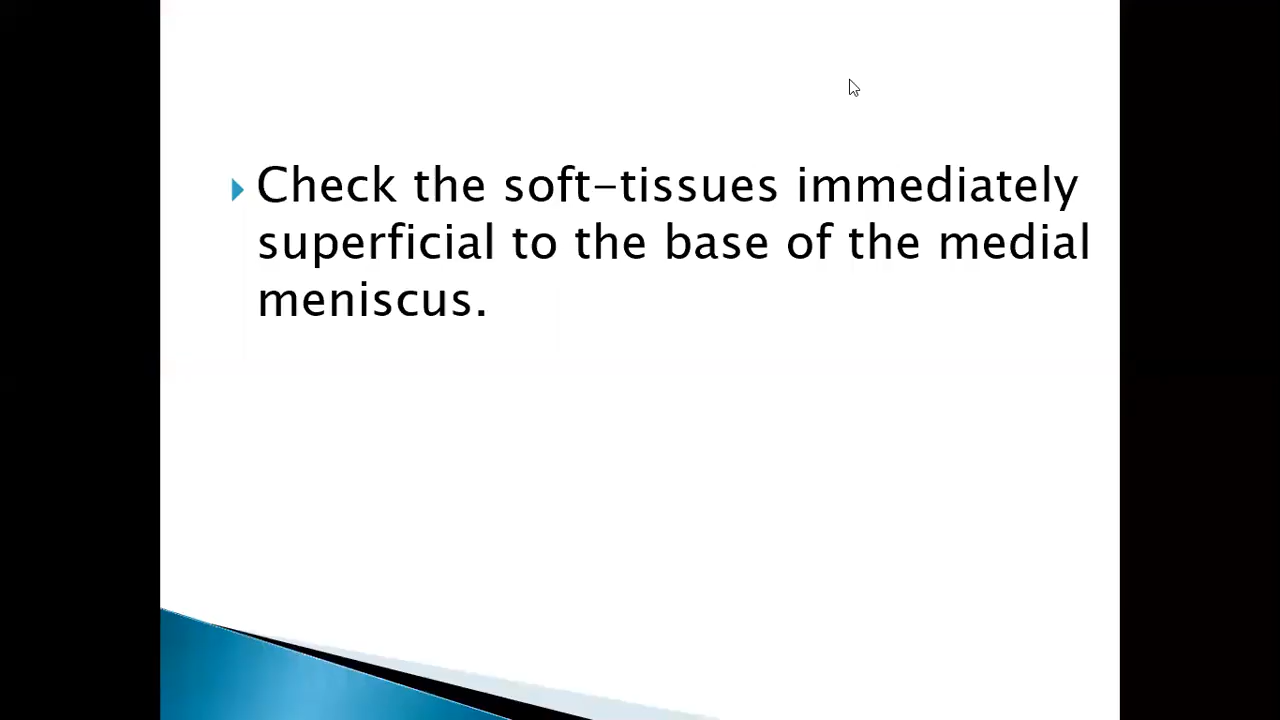 Check the soft-tissues immediately
superficial to the base of the medial
meniscus.